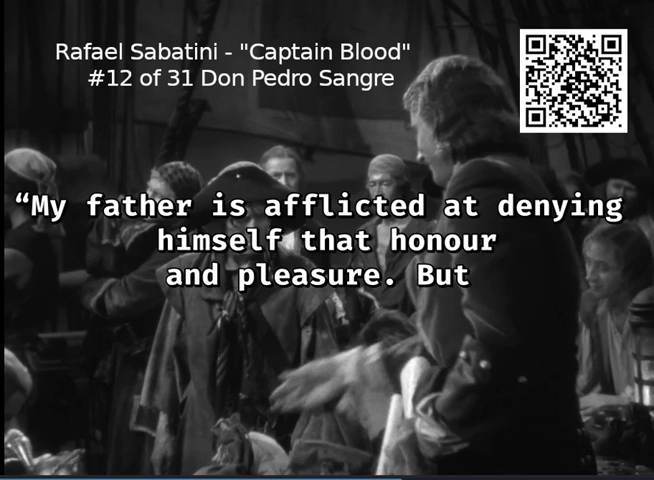 Rafael Sabatini - "Captain Blood"
#12 of 31 Don Pedro Sangre
“My father is afflicted at denying
himself that honour
and pleasure. But